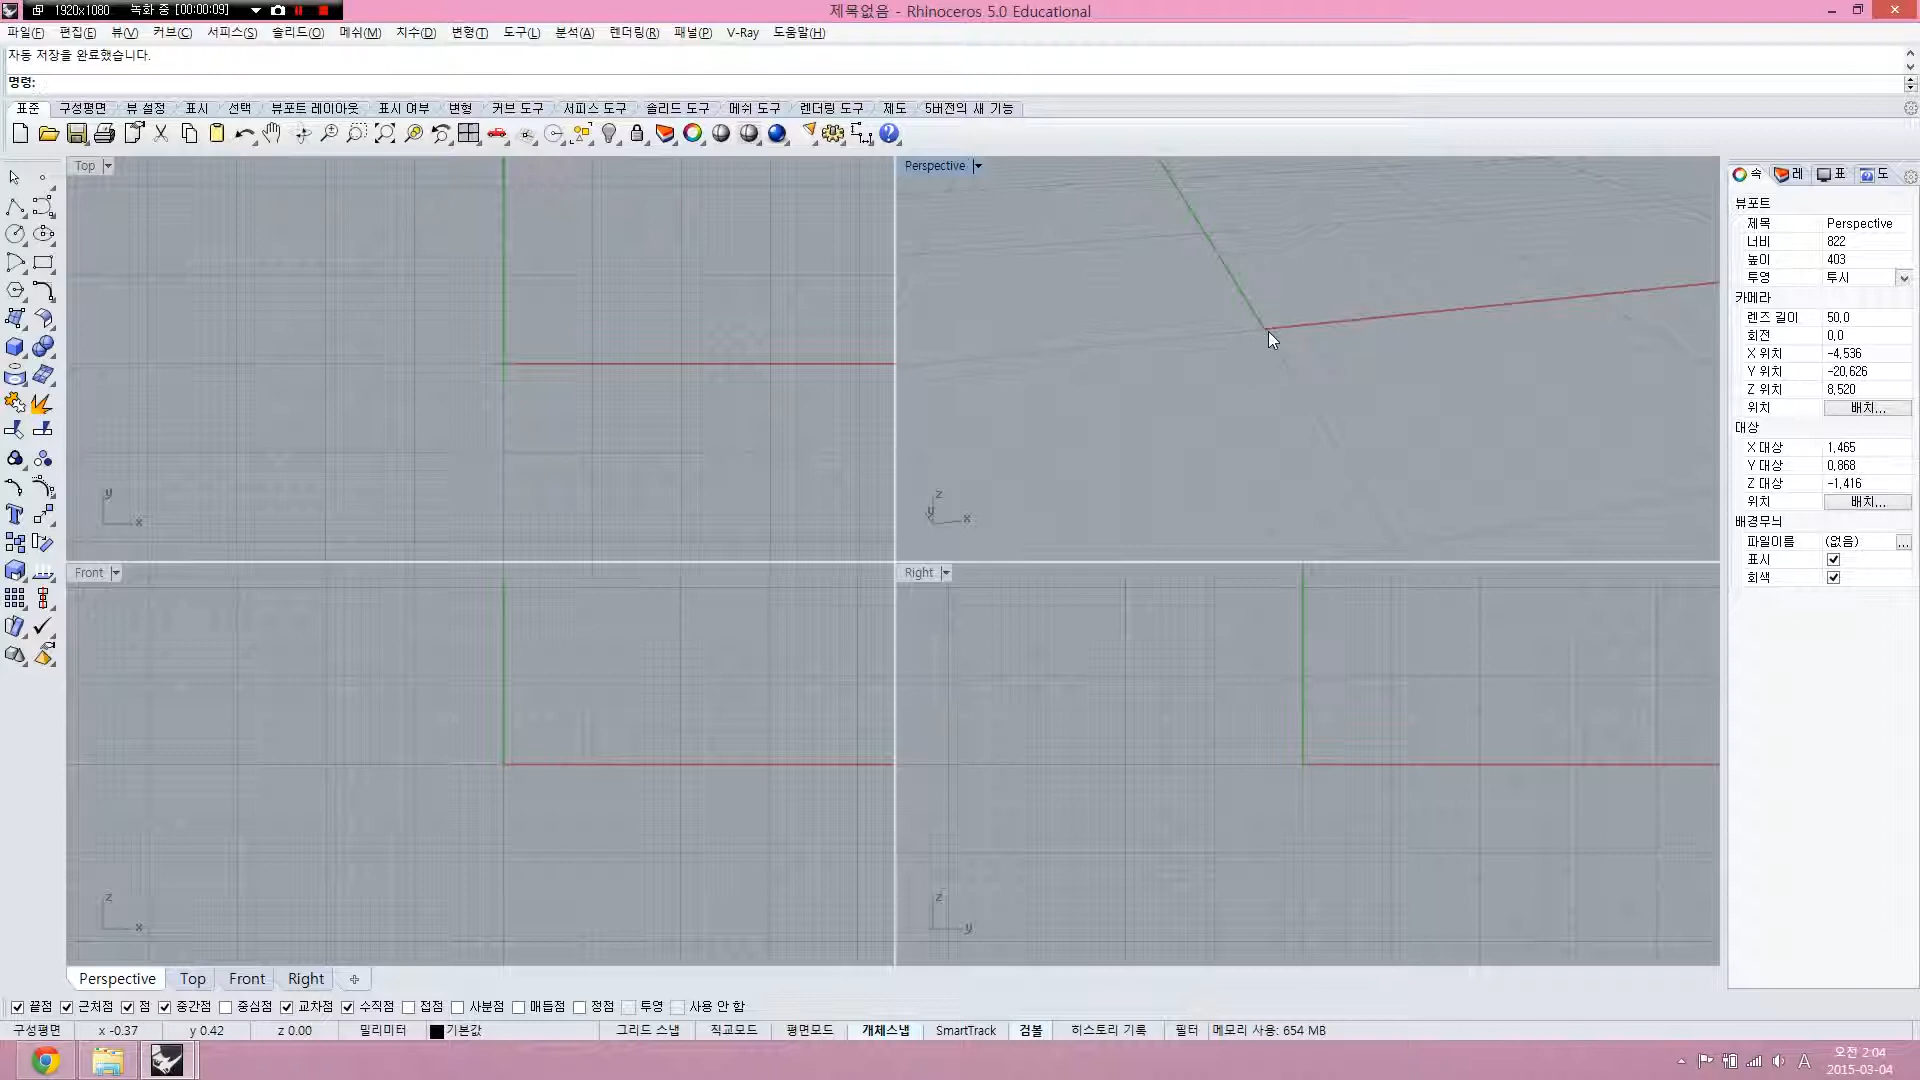 1920x1080 녹화 중 [00:00:09]
제목없음 - Rhinoceros 5.0 Educational
파일(F) 편집(E) 뷰(V) 커브(C) 서피스(S) 솔리드(O) 메쉬(M) 치수(D) 변형(T) 도구(L) 분석(A) 렌더링(R) 패널(P) V-Ray 도움말(H)
자동 저장을 완료했습니다.
명령:
표준 구성평면 뷰 설정 표시 선택 뷰포트 레이아웃 표시 여부 변형 커브 도구 서피스 도구 솔리드 도구 메쉬 도구 렌더링 도구 제도 5버전의 새 기능
Top
Perspective
속 레 표 도
뷰포트
제목 Perspective
너비 822
높이 403
투영 투시
카메라
렌즈 길이 50.0
회전 0.0
X 위치 -4.536
Y 위치 -20.626
Z 위치 8.520
위치 배치...
대상
X 대상 1.465
Y 대상 0.868
Z 대상 -1.416
위치 배치...
배경무늬
파일이름 (없음) ...
표시
회색
y
x
z
y
x
Front
Right
z
x
z
y
Perspective Top Front Right
끝점 근처점 점 중간점 중심점 교차점 수직점 접점 사분점 매듭점 정점 투영 사용 안 함
구성평면 x -0.37 y 0.42 z 0.00 밀리미터 기본값 그리드 스냅 직교모드 평면모드 개체스냅 SmartTrack 검볼 히스토리 기록 필터 메모리 사용: 654 MB
A
오전 2:04
2015-03-04